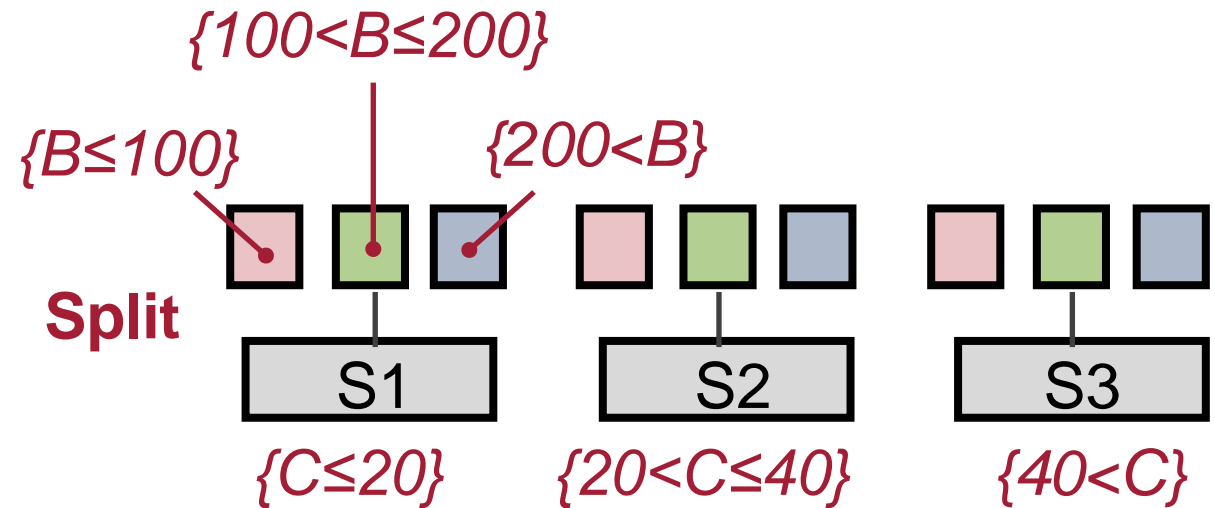 {100<B≤200}
{B≤100}
{200<B}
Split
S1
S2
S3
{C≤20}
{20<C≤40}
{40<C}